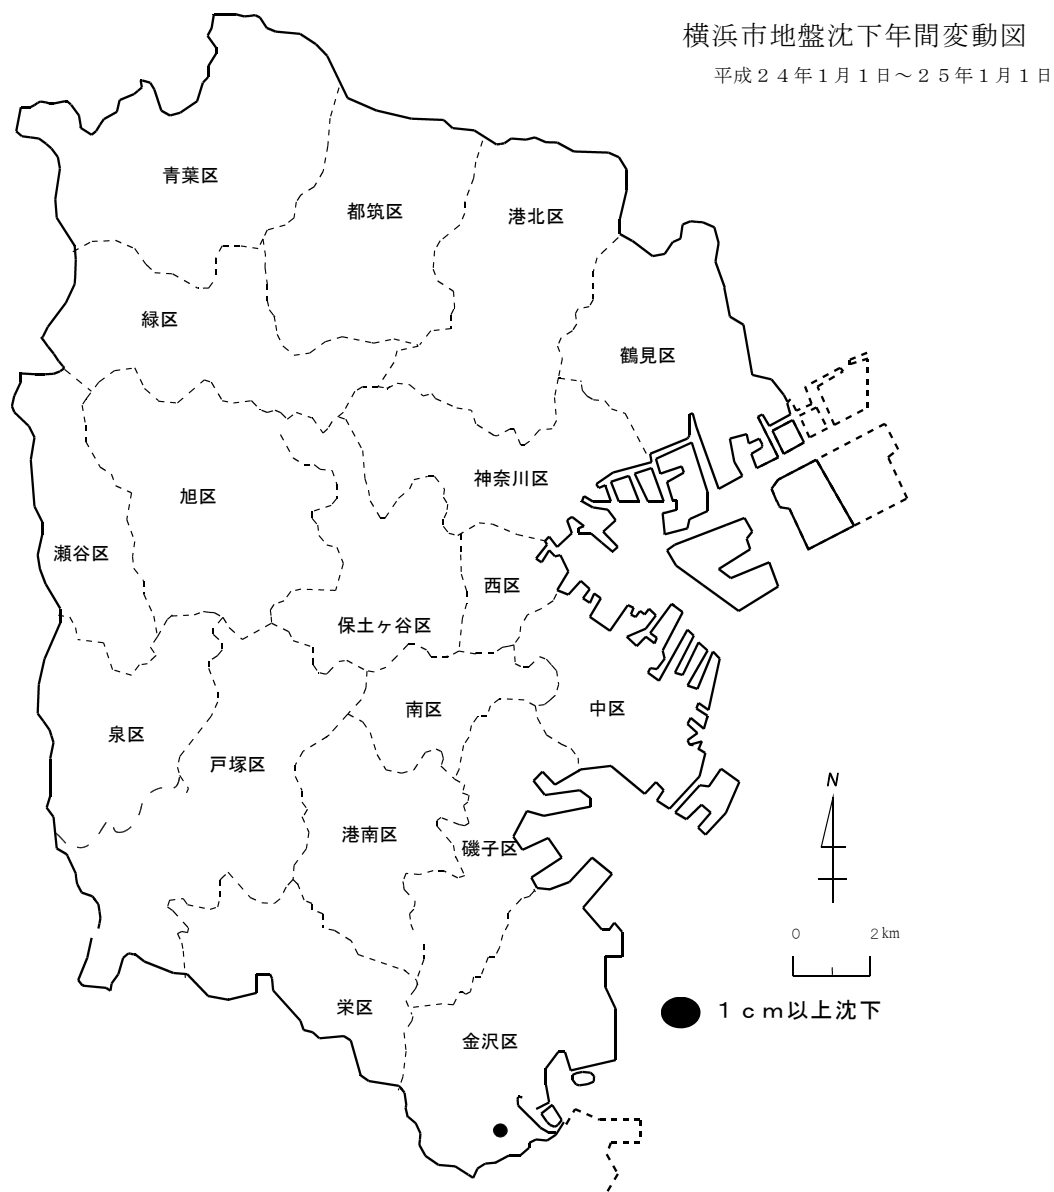 横浜市地盤沈下年間変動図
平成２４年１月１日～２５年１月１日
青葉区
都筑区
港北区
緑区
鶴見区
旭区
神奈川区
瀬谷区
西区
保土ヶ谷区
南区
中区
泉区
戸塚区
港南区
磯子区
N
0 2km
１ｃｍ以上沈下
栄区
金沢区